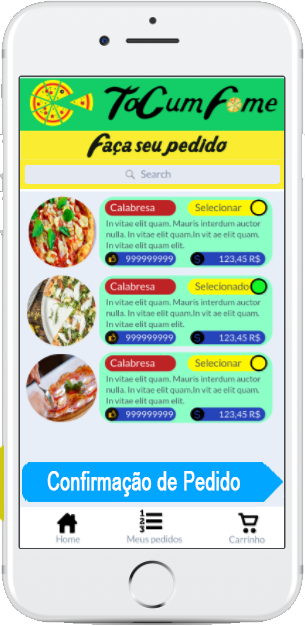 TaCumFome
Faça seu pedido
Search
Calabresa Selecionar
In vitae elit quam. Mauris interdum auctor
nulla. In vitae elit quam.In vit ae elit quam.
In vitae elit quam elit.
999999999 $ 123,45 R$
Calabresa Selecionado
In vitae elit quam. Mauris interdum auctor
nulla. In vitae elit quam.In vit ae elit quam.
In vitae elit quam elit.
999999999 $ 123,45 R$
Calabresa Selecionar
In vitae elit quam. Mauris interdum auctor
nulla. In vitae elit quam.In vit ae elit quam.
In vitae elit quam elit.
999999999 $ 123,45 R$
Confirmação de Pedido
Home Meus pedidos Carrinho